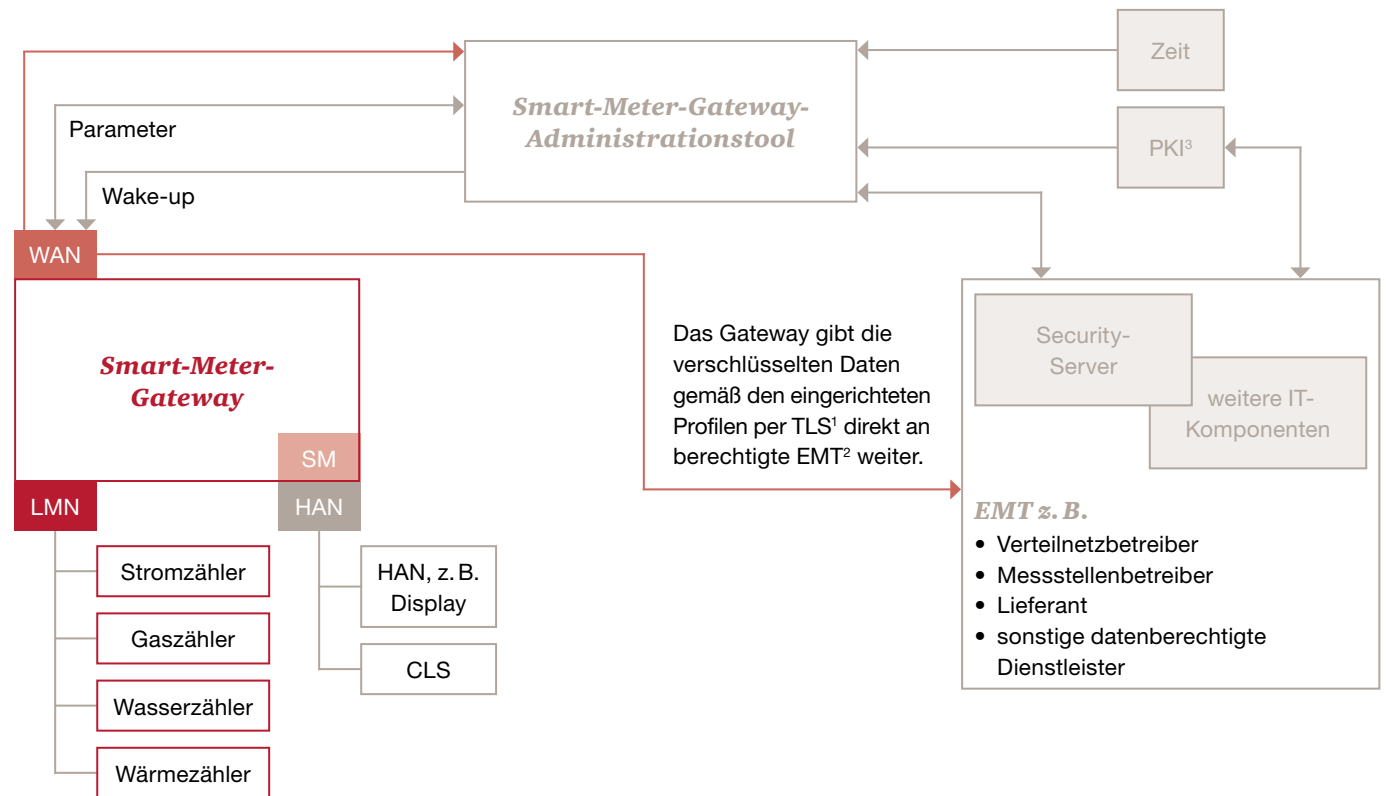 Zeit
Smart-Meter-Gateway-
Administrationstool
Parameter
PKI³
Wake-up
WAN
Smart-Meter-
Gateway
SM
LMN
HAN
Stromzähler
Gaszähler
Wasserzähler
Wärmezähler
HAN, z. B.
Display
CLS
Das Gateway gibt die
verschlüsselten Daten
gemäß den eingerichteten
Profilen per TLS¹ direkt an
berechtigte EMT² weiter.
Security-
Server
weitere IT-
Komponenten
EMT z. B.
• Verteilnetzbetreiber
• Messstellenbetreiber
• Lieferant
• sonstige datenberechtigte
Dienstleister